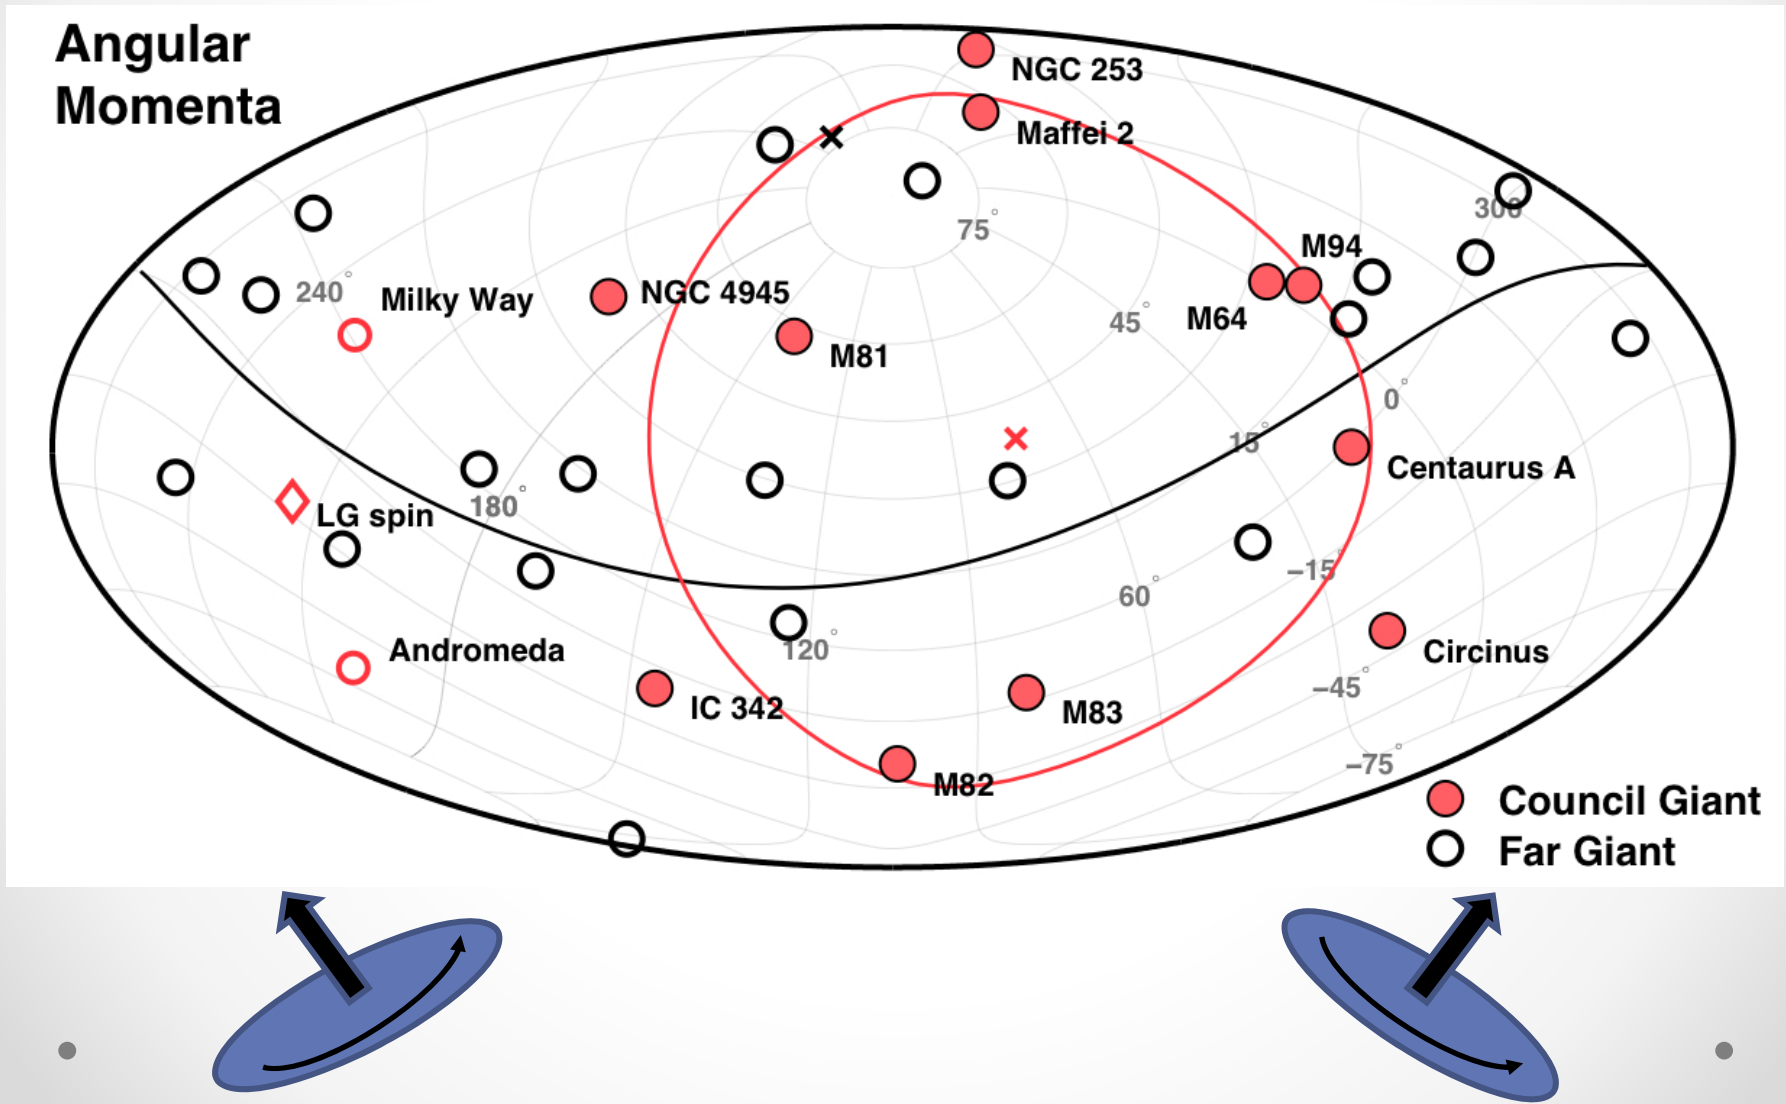 Angular
Momenta
NGC 253
Maffei 2
75°
300
M94
240°
Milky Way
NGC 4945
M64
45°
M81
0°
15°
Centaurus A
180°
LG spin
-15°
60°
120°
Andromeda
Circinus
-45°
IC 342
M83
-75°
M82
Council Giant
Far Giant